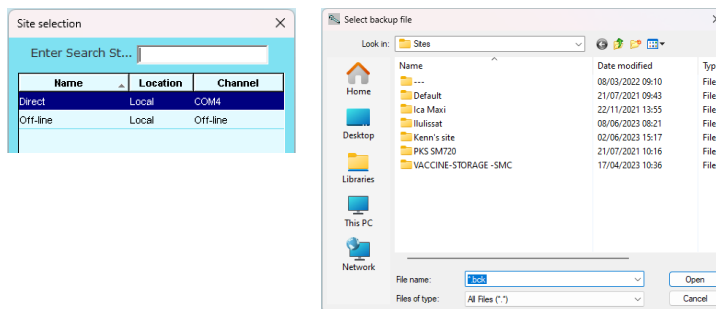 Site selection
Enter Search St...
Name Location Channel
Direct Local COM4
Off-line Local Off-line
Select backup file
Look in: Sites
Name Date modified Typ
--- 08/03/2022 09:10 File
Default 21/07/2021 09:43 File
Ica Maxi 22/11/2021 13:55 File
Illulissat 08/06/2023 08:21 File
Kenn's site 02/06/2023 15:17 File
PKS SM720 21/07/2021 10:16 File
VACCINE-STORAGE -SMC 17/04/2023 10:36 File
Home
Desktop
Libraries
This PC
Network
File name: *.bck Open
Files of type: All Files (*.*) Cancel